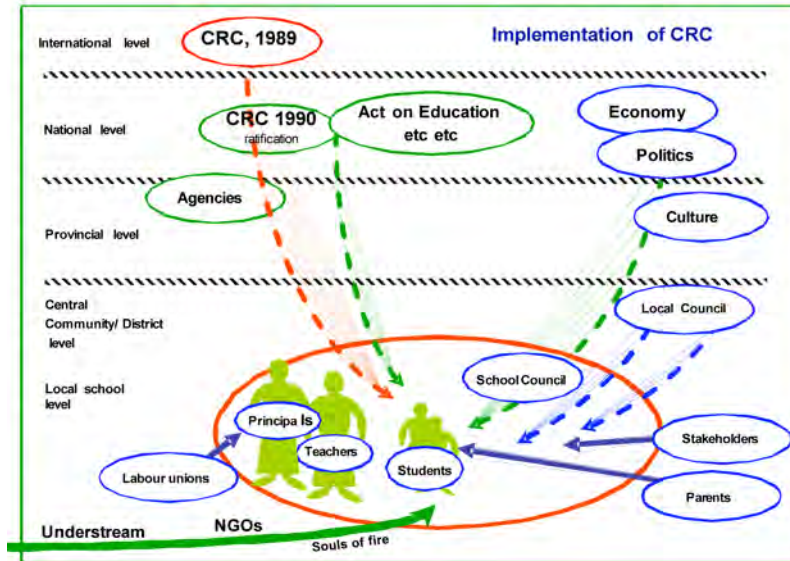 International level
CRC, 1989
Implementation of CRC
National level
CRC 1990
ratification
Act on Education
etc etc
Economy
Politics
Agencies
Provincial level
Culture
Central
Community/ District
level
Local Council
Local school
level
School Council
Principa ls
Teachers
Students
Labour unions
Stakeholders
Parents
Understream
NGOs
Souls of fire